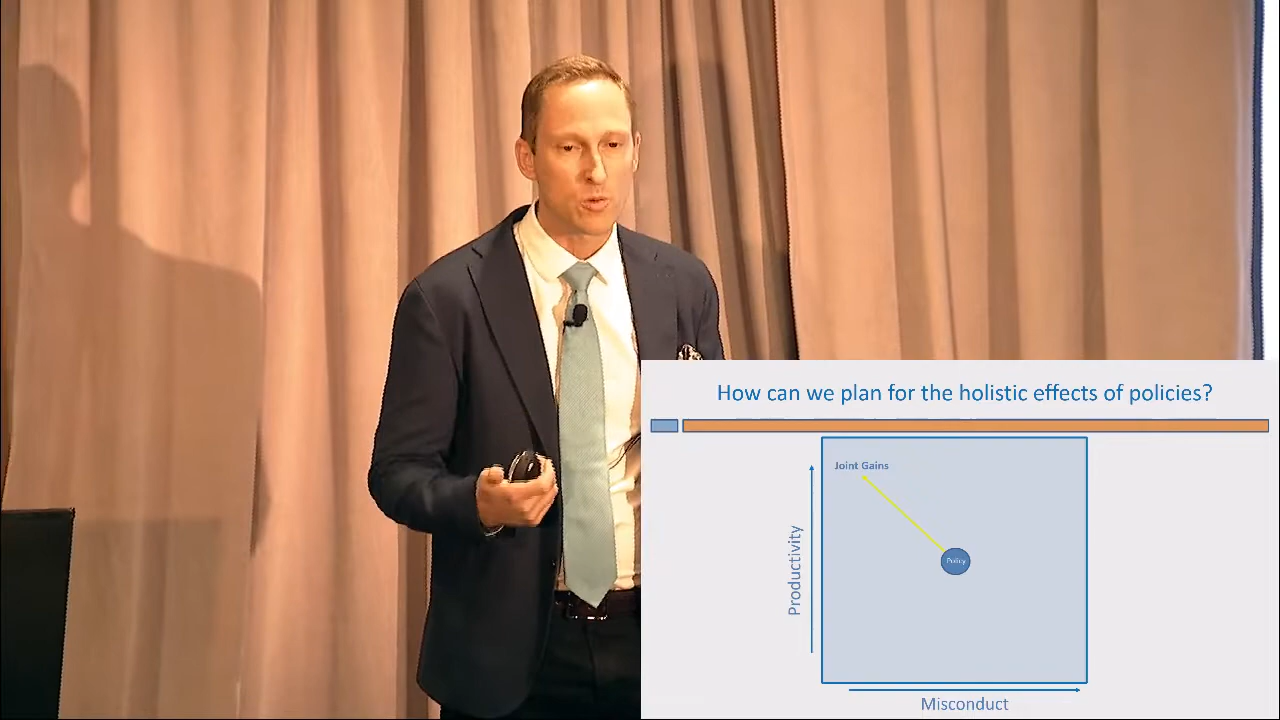 How can we plan for the holistic effects of policies?
Joint Gains
Productivity
Policy
Misconduct